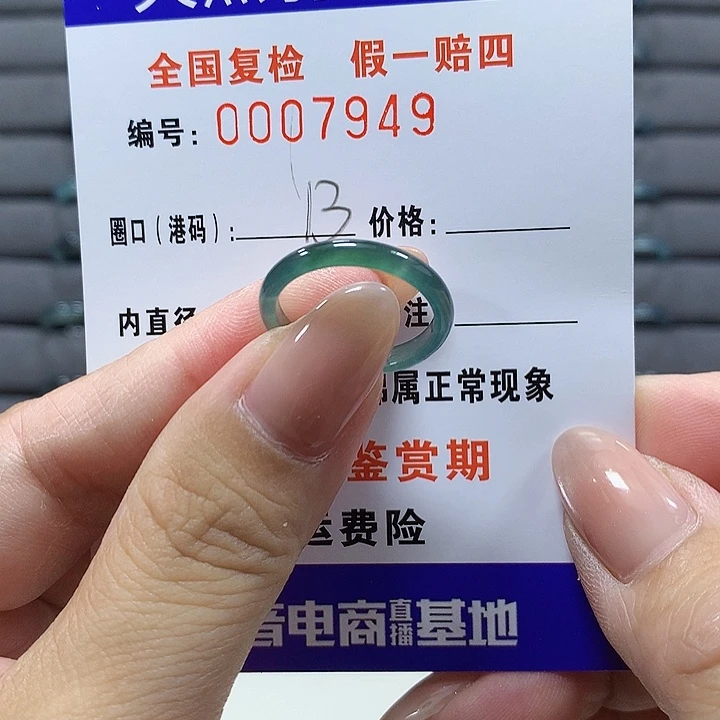 全国复检 假一赔四
编号: 0007949
圈口(港码): 13 价格:
内直径 注
属正常现象
鉴赏期
运费险
音电商直播基地